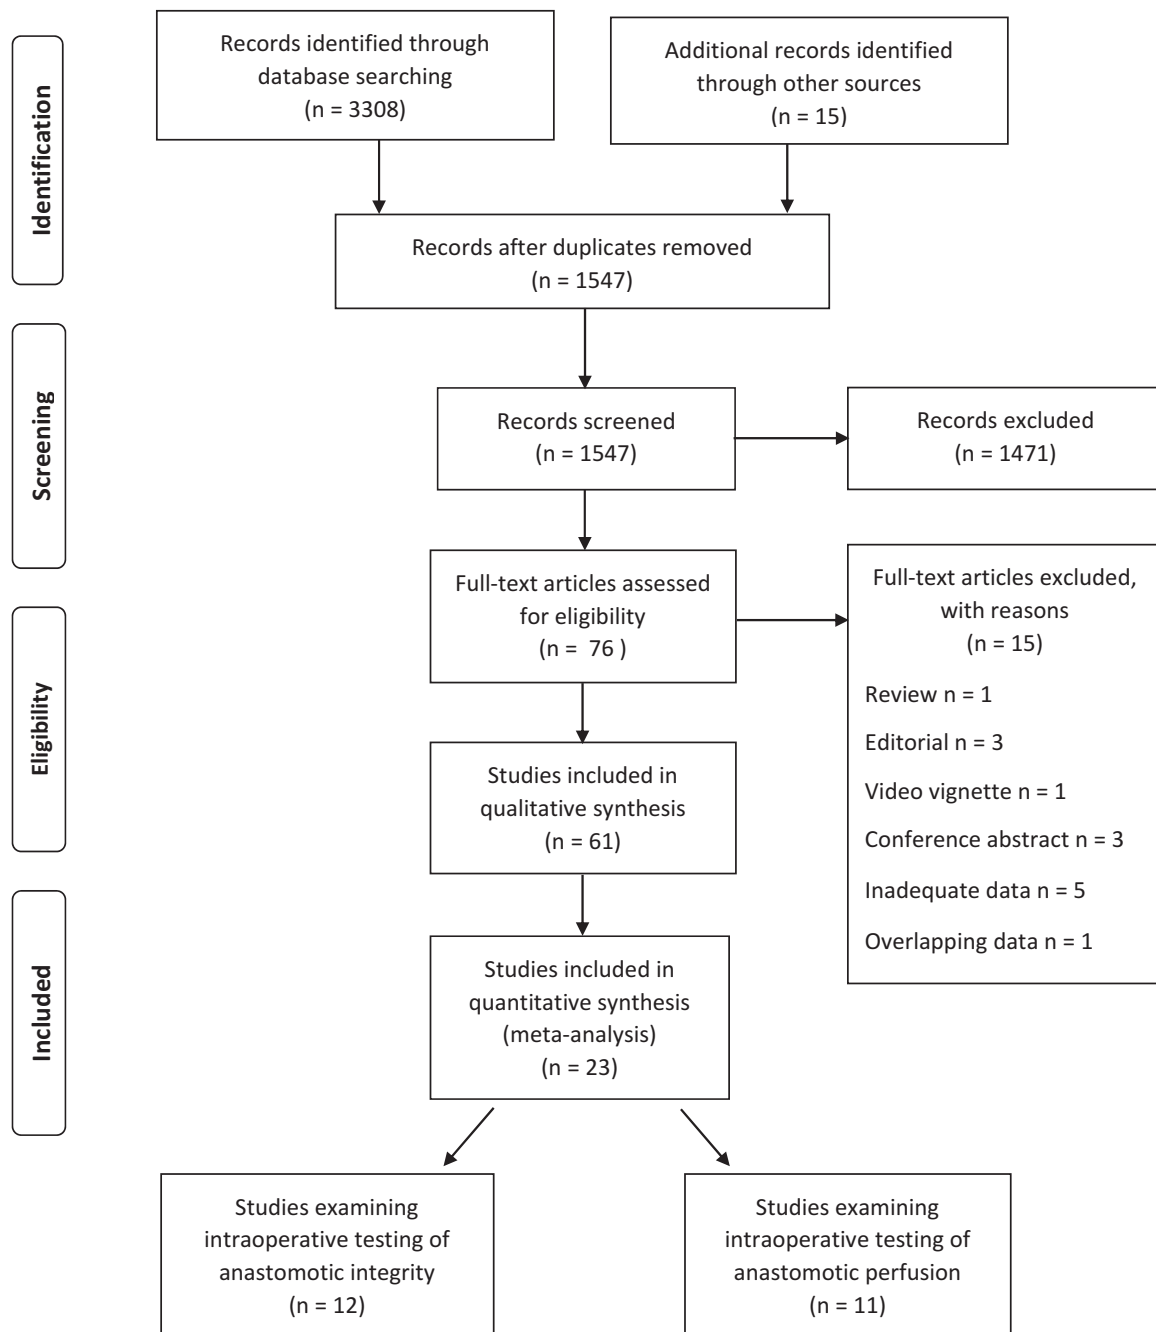 Identification
Records identified through
database searching
(n = 3308)
Additional records identified
through other sources
(n = 15)
Records after duplicates removed
(n = 1547)
Screening
Records screened
(n = 1547)
Records excluded
(n = 1471)
Eligibility
Full-text articles assessed
for eligibility
(n = 76 )
Full-text articles excluded,
with reasons
(n = 15)
Review n = 1
Editorial n = 3
Video vignette n = 1
Conference abstract n = 3
Inadequate data n = 5
Overlapping data n = 1
Studies included in
qualitative synthesis
(n = 61)
Included
Studies included in
quantitative synthesis
(meta-analysis)
(n = 23)
Studies examining
intraoperative testing of
anastomotic integrity
(n = 12)
Studies examining
intraoperative testing of
anastomotic perfusion
(n = 11)